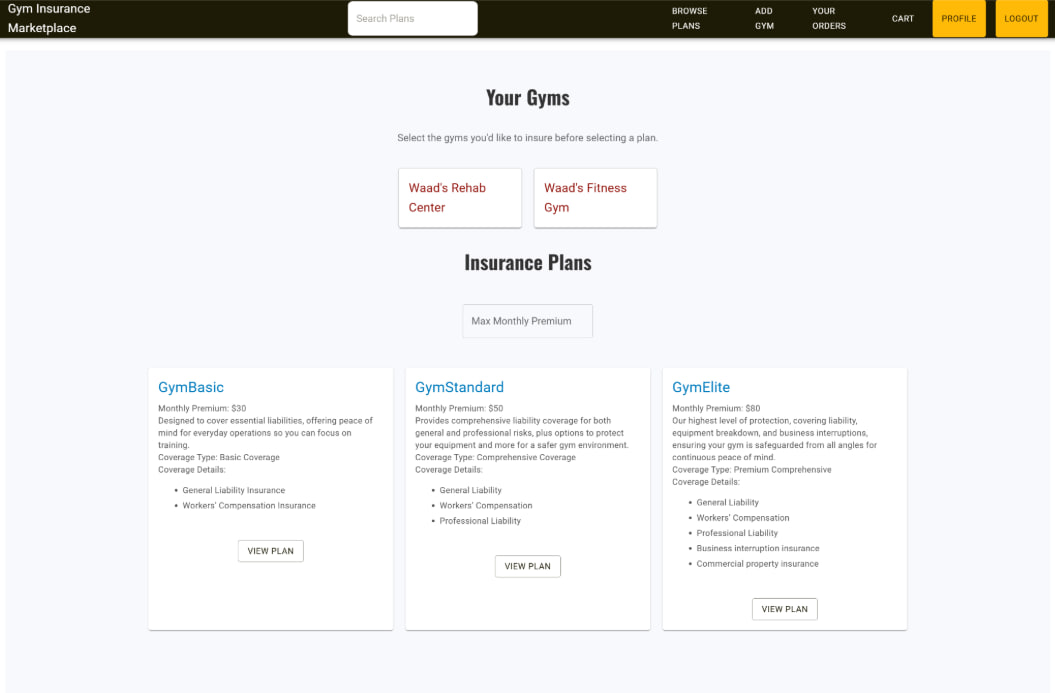 Gym Insurance
Marketplace
Search Plans
BROWSE
PLANS
ADD
GYM
YOUR
ORDERS
CART
PROFILE
LOGOUT
Your Gyms
Select the gyms you'd like to insure before selecting a plan.
Waad's Rehab
Center
Waad's Fitness
Gym
Insurance Plans
Max Monthly Premium
GymBasic
Monthly Premium: $30
Designed to cover essential liabilities, offering peace of
mind for everyday operations so you can focus on
training.
Coverage Type: Basic Coverage
Coverage Details:
• General Liability Insurance
• Workers' Compensation Insurance
VIEW PLAN
GymStandard
Monthly Premium: $50
Provides comprehensive liability coverage for both
general and professional risks, plus options to protect
your equipment and more for a safer gym environment.
Coverage Type: Comprehensive Coverage
Coverage Details:
• General Liability
• Workers' Compensation
• Professional Liability
VIEW PLAN
GymElite
Monthly Premium: $80
Our highest level of protection, covering liability,
equipment breakdown, and business interruptions,
ensuring your gym is safeguarded from all angles for
continuous peace of mind.
Coverage Type: Premium Comprehensive
Coverage Details:
• General Liability
• Workers' Compensation
• Professional Liability
• Business interruption insurance
• Commercial property insurance
VIEW PLAN